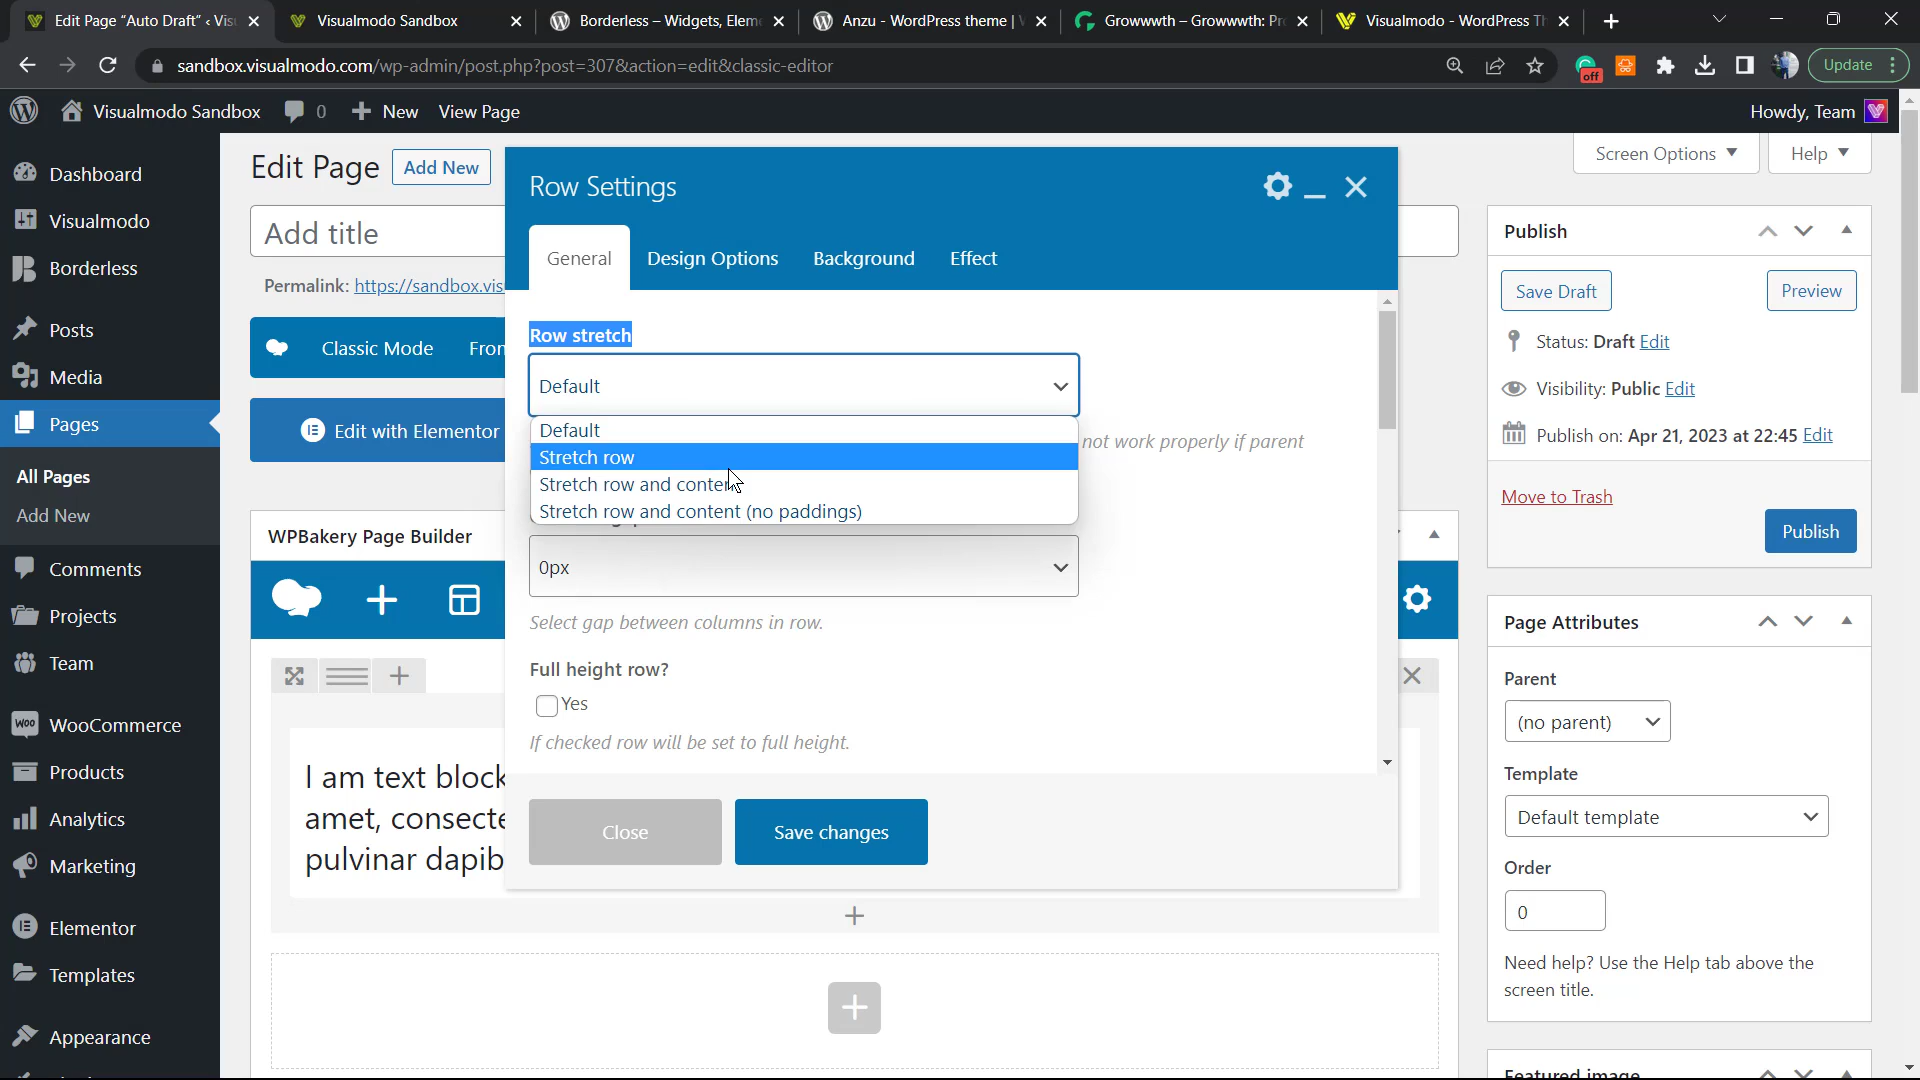 Edit Page "Auto Draft" ‹ Vis
Visualmodo Sandbox
Borderless – Widgets, Elem
Anzu - WordPress theme |
Growwwth – Growwwth: Pr
Visualmodo - WordPress Th
sandbox.visualmodo.com/wp-admin/post.php?post=307&action=edit&classic-editor
off
Update
Visualmodo Sandbox
0
New
View Page
Howdy, Team
Dashboard
Visualmodo
Borderless
Posts
Media
Pages
All Pages
Add New
Comments
Projects
Team
WooCommerce
Products
Analytics
Marketing
Elementor
Templates
Appearance
Edit Page
Add New
Screen Options
Help
Add title
Permalink: https://sandbox.vis
Classic Mode
Fron
Edit with Elementor
WPBakery Page Builder
I am text block
amet, consecte
pulvinar dapib
Row Settings
General
Design Options
Background
Effect
Row stretch
Default
Default
Stretch row
Stretch row and conten
Stretch row and content (no paddings)
not work properly if parent
0px
Select gap between columns in row.
Full height row?
Yes
If checked row will be set to full height.
Close
Save changes
Publish
Save Draft
Preview
Status: Draft Edit
Visibility: Public Edit
Publish on: Apr 21, 2023 at 22:45 Edit
Move to Trash
Publish
Page Attributes
Parent
(no parent)
Template
Default template
Order
0
Need help? Use the Help tab above the
screen title.
Featured image